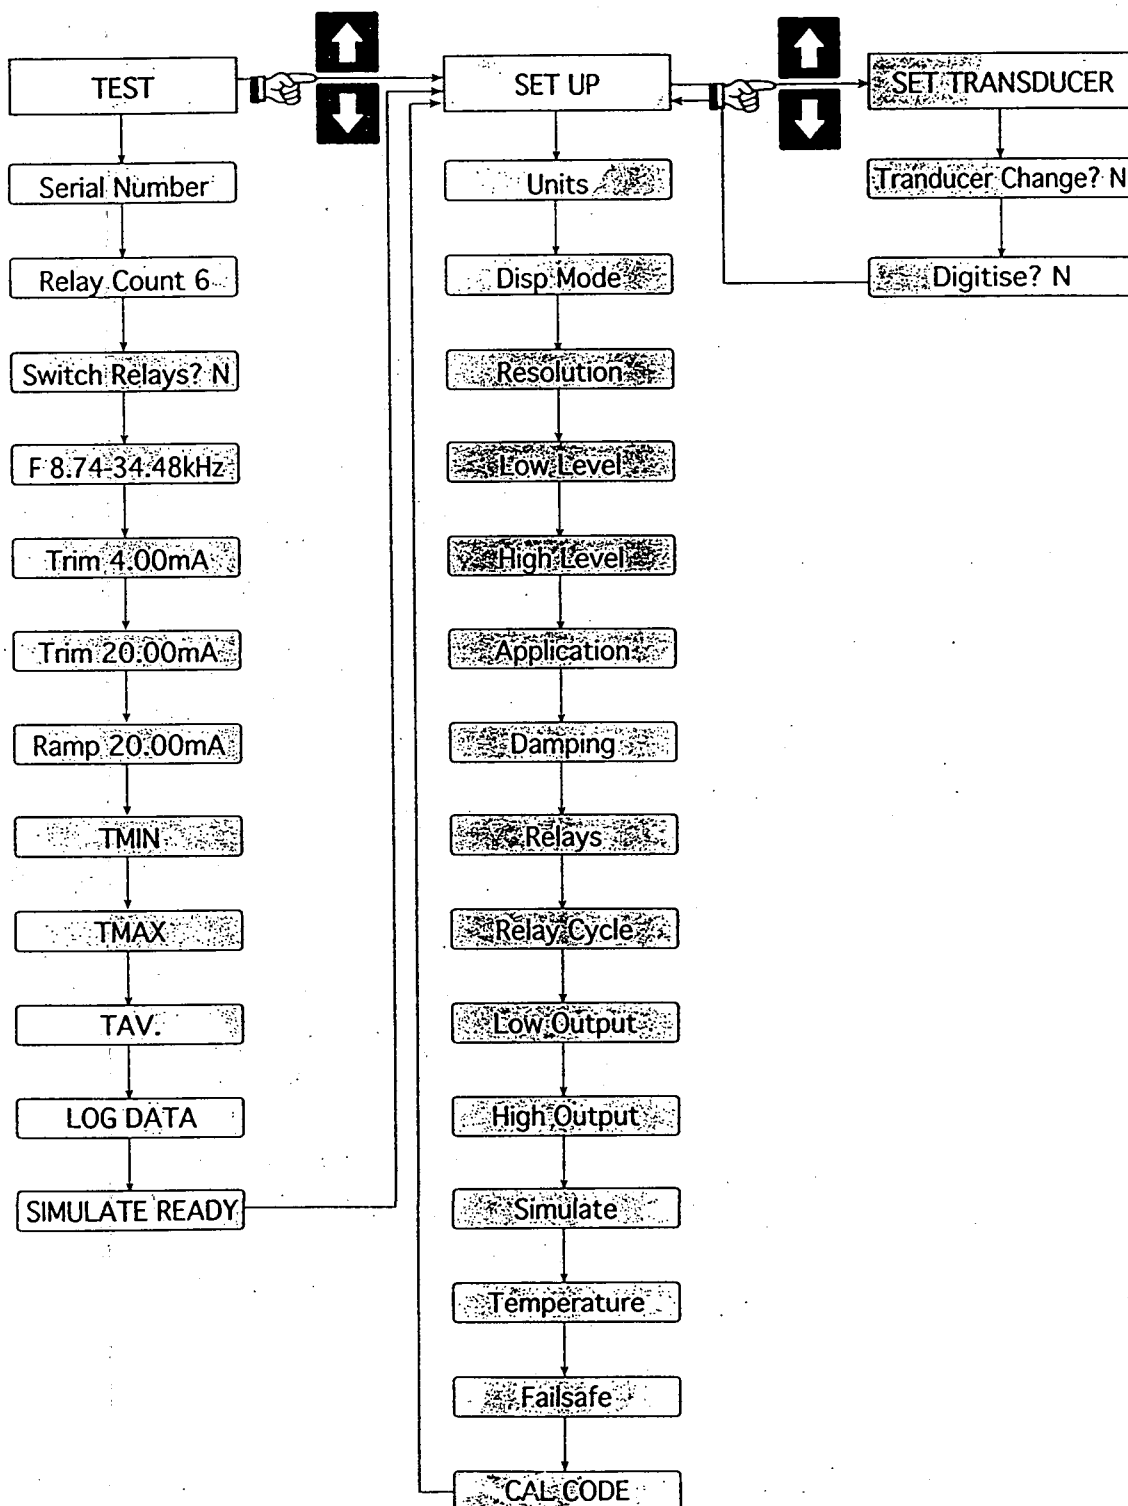 TEST
Serial Number
Relay Count 6
Switch Relays? N
F 8.74-34.48kHz
Trim 4.00mA
Trim 20.00mA
Ramp 20.00mA
TMIN
TMAX
TAV.
LOG DATA
SIMULATE READY
SET UP
Units
Disp Mode
Resolution
Low Level
High Level
Application
Damping
Relays
Relay Cycle
Low Output
High Output
Simulate
Temperature
Failsafe
CAL CODE
SET TRANSDUCER
Tranducer Change? N
Digitise? N